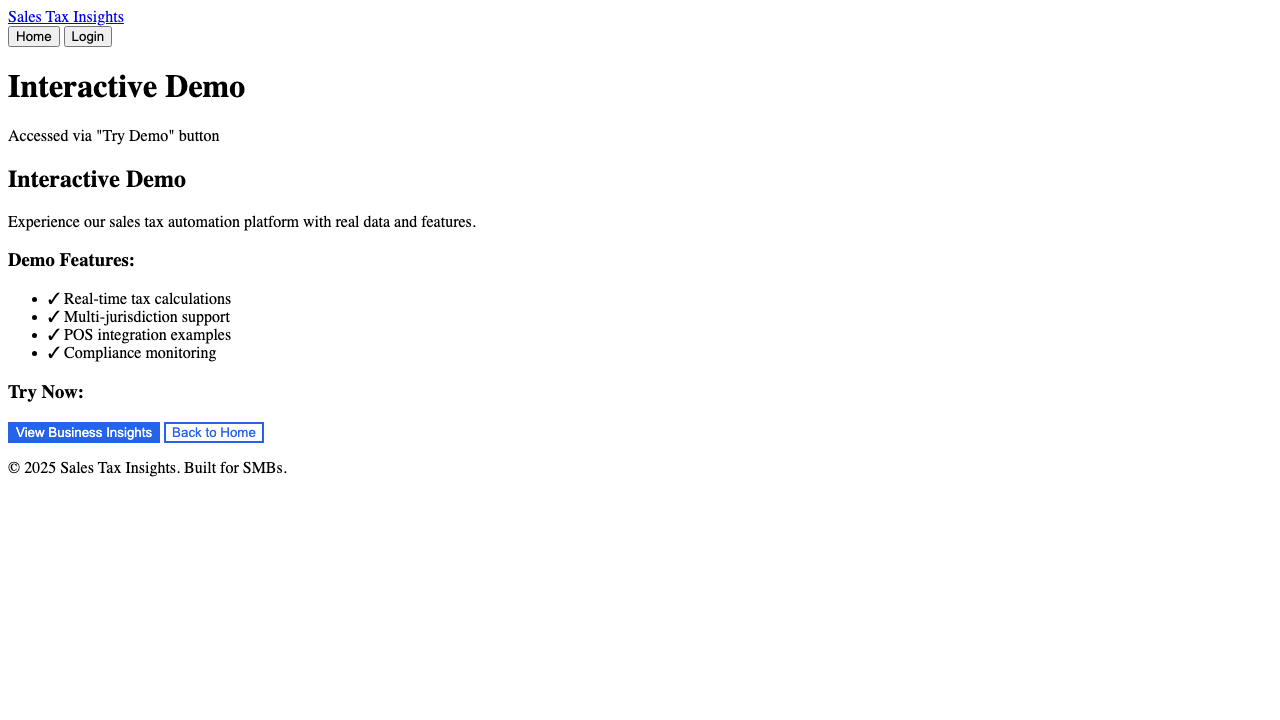 Sales Tax Insights
Home Login
Interactive Demo
Accessed via "Try Demo" button
Interactive Demo
Experience our sales tax automation platform with real data and features.
Demo Features:
• ✓ Real-time tax calculations
• ✓ Multi-jurisdiction support
• ✓ POS integration examples
• ✓ Compliance monitoring
Try Now:
View Business Insights Back to Home
© 2025 Sales Tax Insights. Built for SMBs.